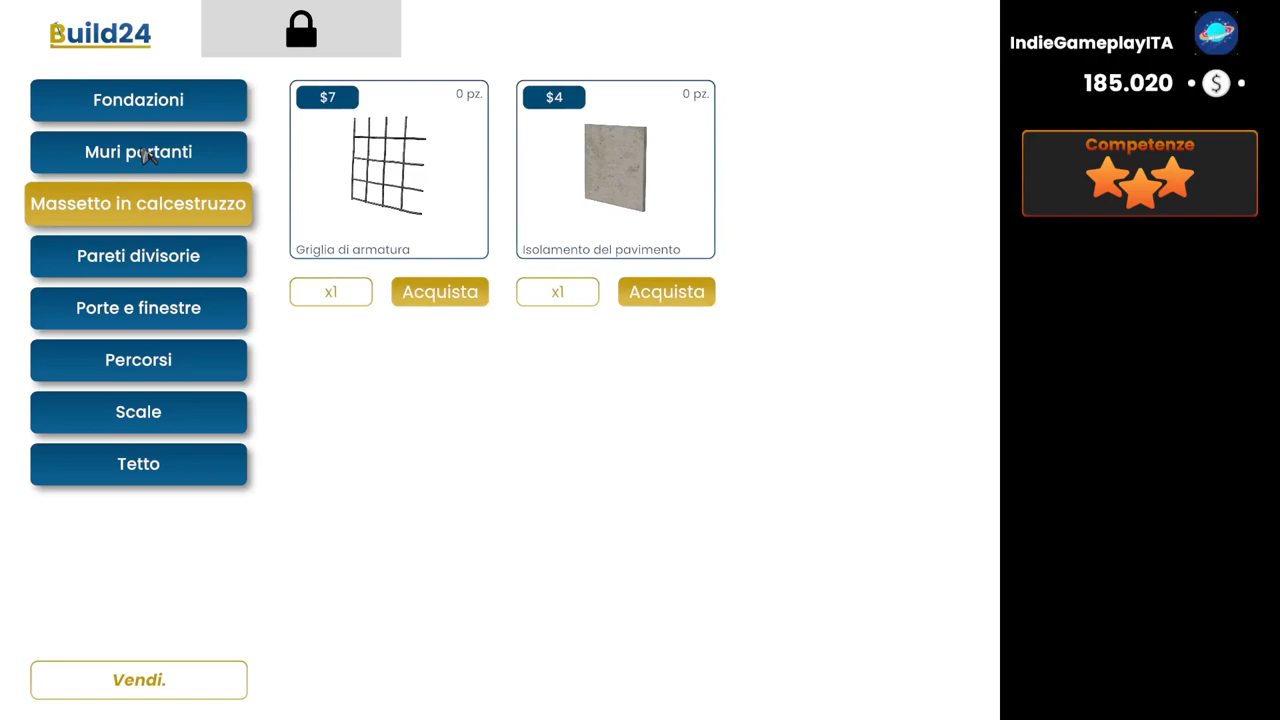 Build24
IndieGameplayITA
185.020
$
Competenze
Fondazioni
Muri portanti
Massetto in calcestruzzo
Pareti divisorie
Porte e finestre
Percorsi
Scale
Tetto
Vendi.
$7
0 pz.
Griglia di armatura
x1
Acquista
$4
0 pz.
Isolamento del pavimento
x1
Acquista